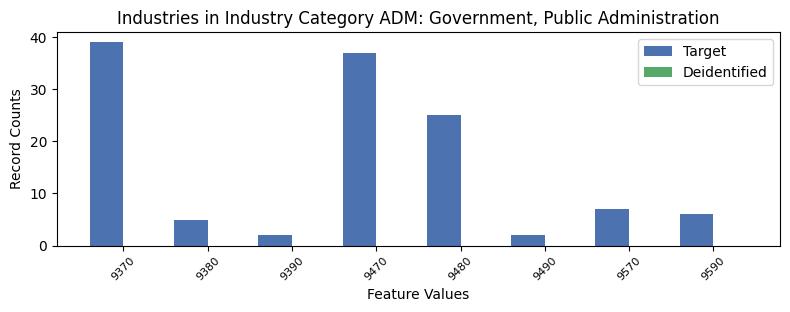 Industries in Industry Category ADM: Government, Public Administration
Target
Deidentified
Record Counts
40
30
20
10
0
9370
9380
9390
9470
9480
9490
9570
9590
Feature Values